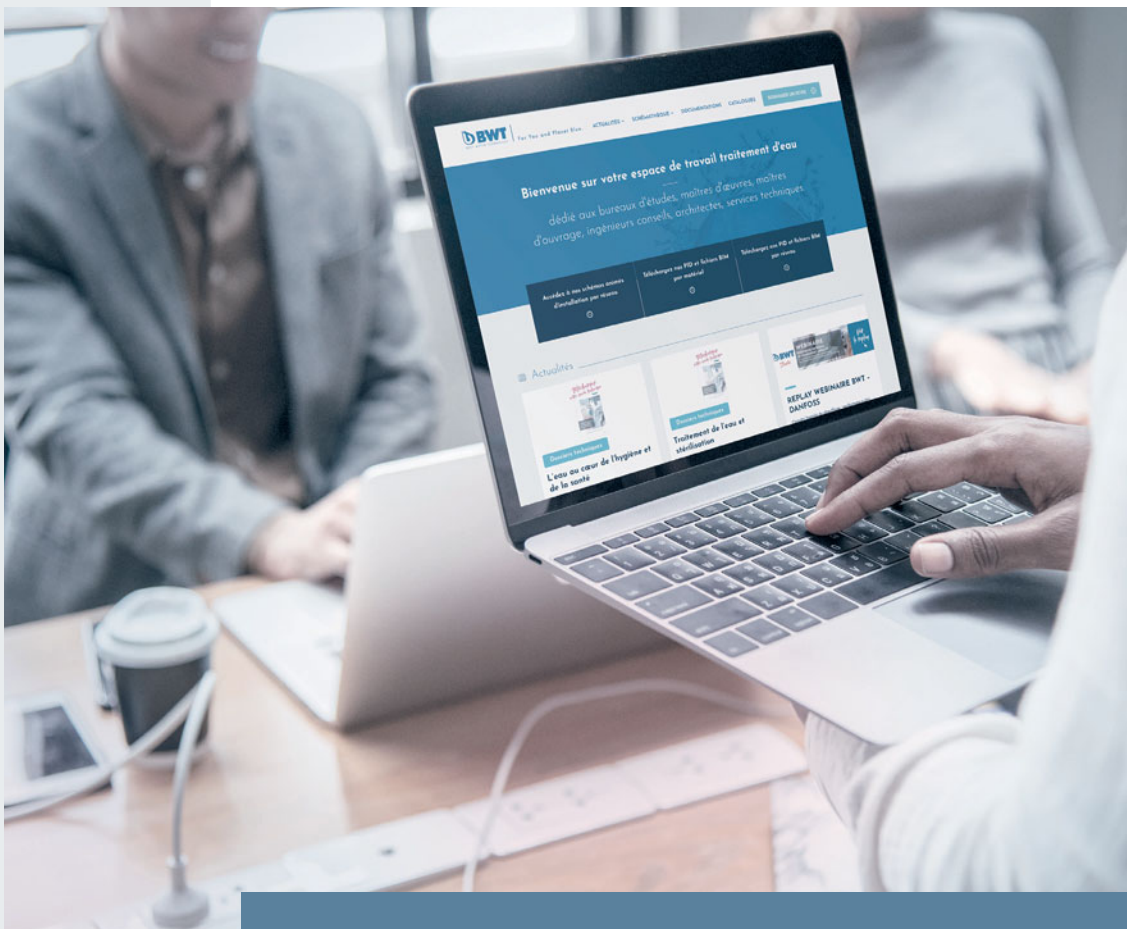 BWT
For You and Planet Blue.
ACTUALITÉS
SCHÉMATHÈQUE
DOCUMENTATIONS
CATALOGUES
Bienvenue sur votre espace de travail traitement d'eau
dédié aux bureaux d'études, maîtres d'œuvres, maîtres
d'ouvrage, ingénieurs conseils, architectes, services techniques
Accédez à nos schémas animés
d'installation par réseau
Téléchargez nos PID et fichiers BIM
par matériel
Téléchargez nos PID et fichiers BIM
par réseau
Actualités
Dossiers techniques
L'eau au cœur de l'hygiène et
de la santé
Dossiers techniques
Traitement de l'eau et
stérilisation
BWT
WEBINAIRE
REPLAY WEBINAIRE BWT –
DANFOSS